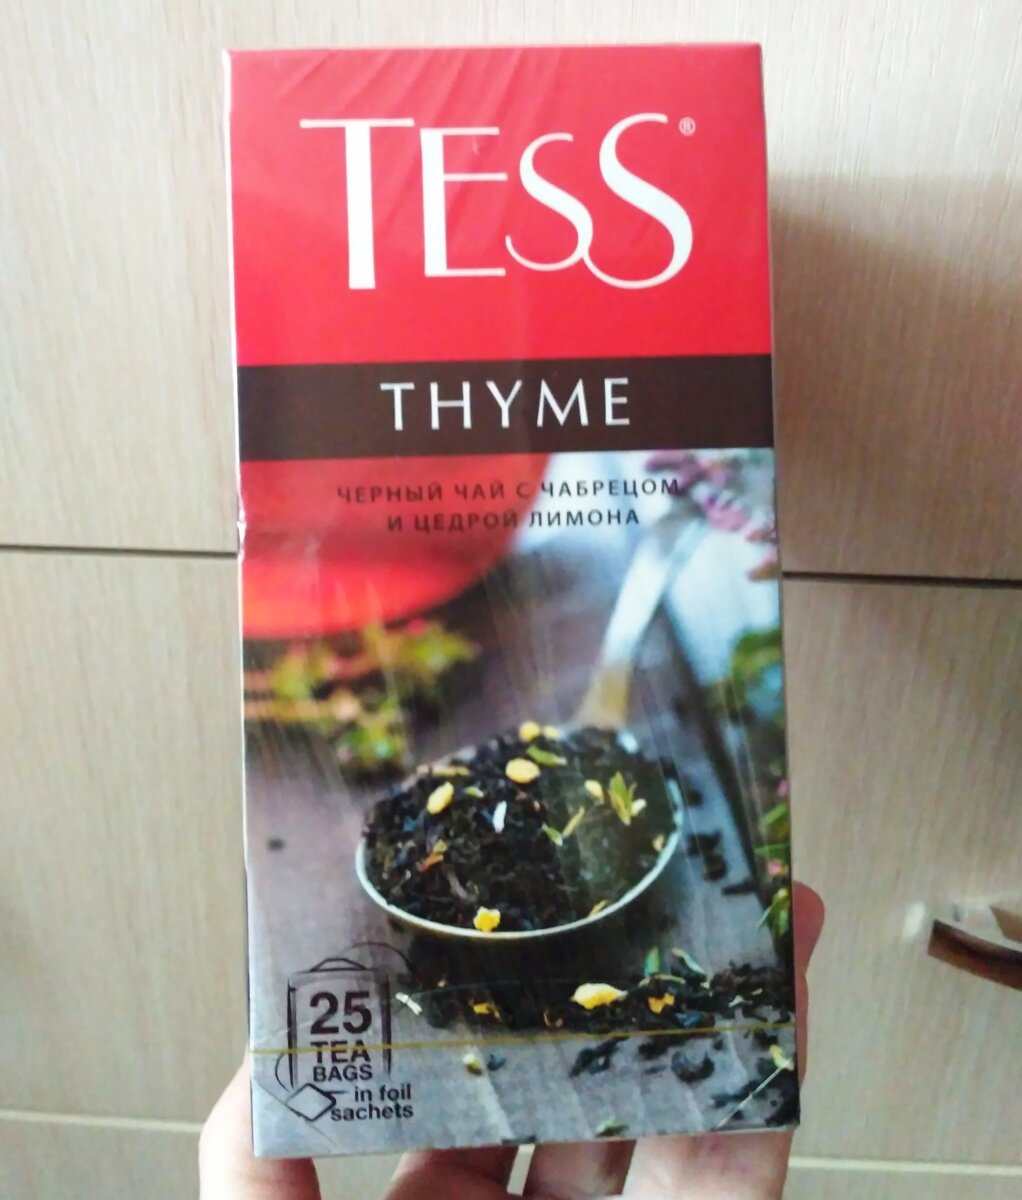 TESS®
THYME
ЧЕРНЫЙ ЧАЙ С ЧАБРЕЦОМ
И ЦЕДРОЙ ЛИМОНА
25
TEA
BAGS
in foil
sachets